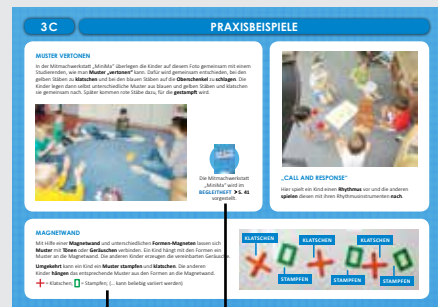 3C
PRAXISBEISPIELE
MUSTER VERTONEN
In der Mitmachwerkstatt „MiniMa“ überlegen die Kinder auf diesem Foto gemeinsam mit einem
Studierenden, wie man Muster „vertonen“ kann. Dafür wird gemeinsam entschieden, bei den
gelben Stäben zu klatschen und bei den blauen Stäben auf die Oberschenkel zu schlagen. Die
Kinder legen dann selbst unterschiedliche Muster aus blauen und gelben Stäben und klatschen
sie gemeinsam nach. Später kommen rote Stäbe dazu, für die gestampft wird.
Die Mitmachwerkstatt
„MiniMa“ wird im
BEGLEITHEFT >S. 41
vorgestellt.
„CALL AND RESPONSE“
Hier spielt ein Kind einen Rhythmus vor und die anderen
spielen diesen mit ihren Rhythmusinstrumenten nach.
MAGNETWAND
Mit Hilfe einer Magnetwand und unterschiedlichen Formen-Magneten lassen sich
Muster mit Tönen oder Geräuschen verbinden. Ein Kind hängt mit den Formen ein
Muster an die Magnetwand. Die anderen Kinder erzeugen die vereinbarten Geräusche.
Umgekehrt kann ein Kind ein Muster stampfen und klatschen. Die anderen
Kinder hängen das entsprechende Muster aus den Formen an die Magnetwand.
= Klatschen; = Stampfen; (... kann beliebig variiert werden)
KLATSCHEN
KLATSCHEN
KLATSCHEN
STAMPFEN
STAMPFEN